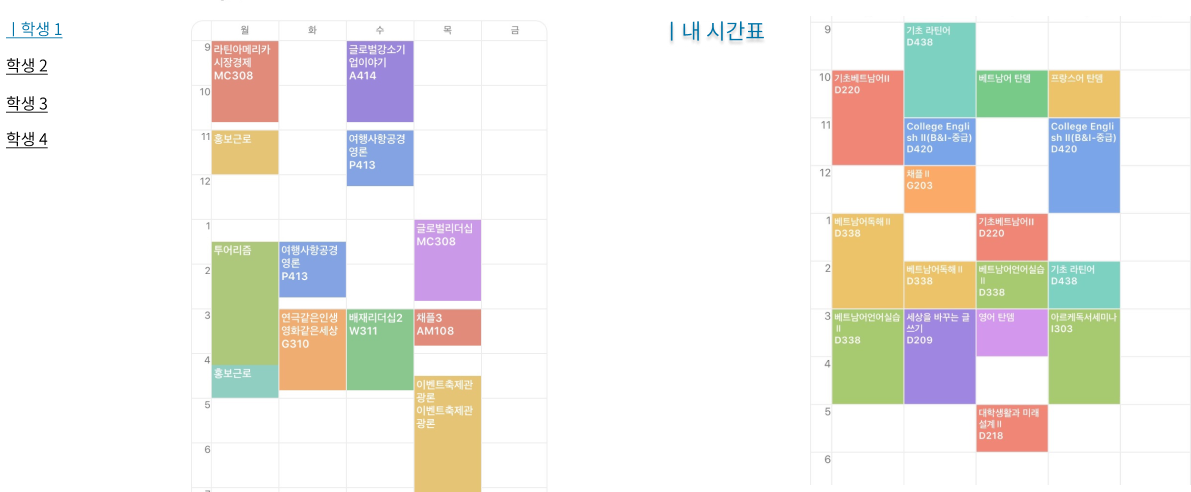 | 학생 1
학생 2
학생 3
학생 4
월 화 수 목 금
9
10
11
12
1
2
3
4
5
6
라틴아메리카
시장경제
MC308
홍보근로
투어리즘
홍보근로
여행사항공경
영론
P413
연극같은인생
영화같은세상
G310
글로벌강소기
업이야기
A414
여행사항공경
영론
P413
배재리더십2
W311
글로벌리더십
MC308
채플3
AM108
이벤트축제관
광론
이벤트축제관
광론
| 내 시간표
9
10
11
12
1
2
3
4
5
6
기초베트남어II
D220
베트남어독해 II
D338
베트남어언어실습
II
D338
기초 라틴어
D438
College Engli
sh II(B&I-중급)
D420
채플 II
G203
베트남어독해 II
D338
세상을 바꾸는 글
쓰기
D209
베트남어 탄뎀
기초베트남어II
D220
베트남어언어실습
II
D338
영어 탄뎀
대학생활과 미래
설계 II
D218
프랑스어 탄뎀
College Engli
sh II(B&I-중급)
D420
기초 라틴어
D438
아르케독서세미나
I303